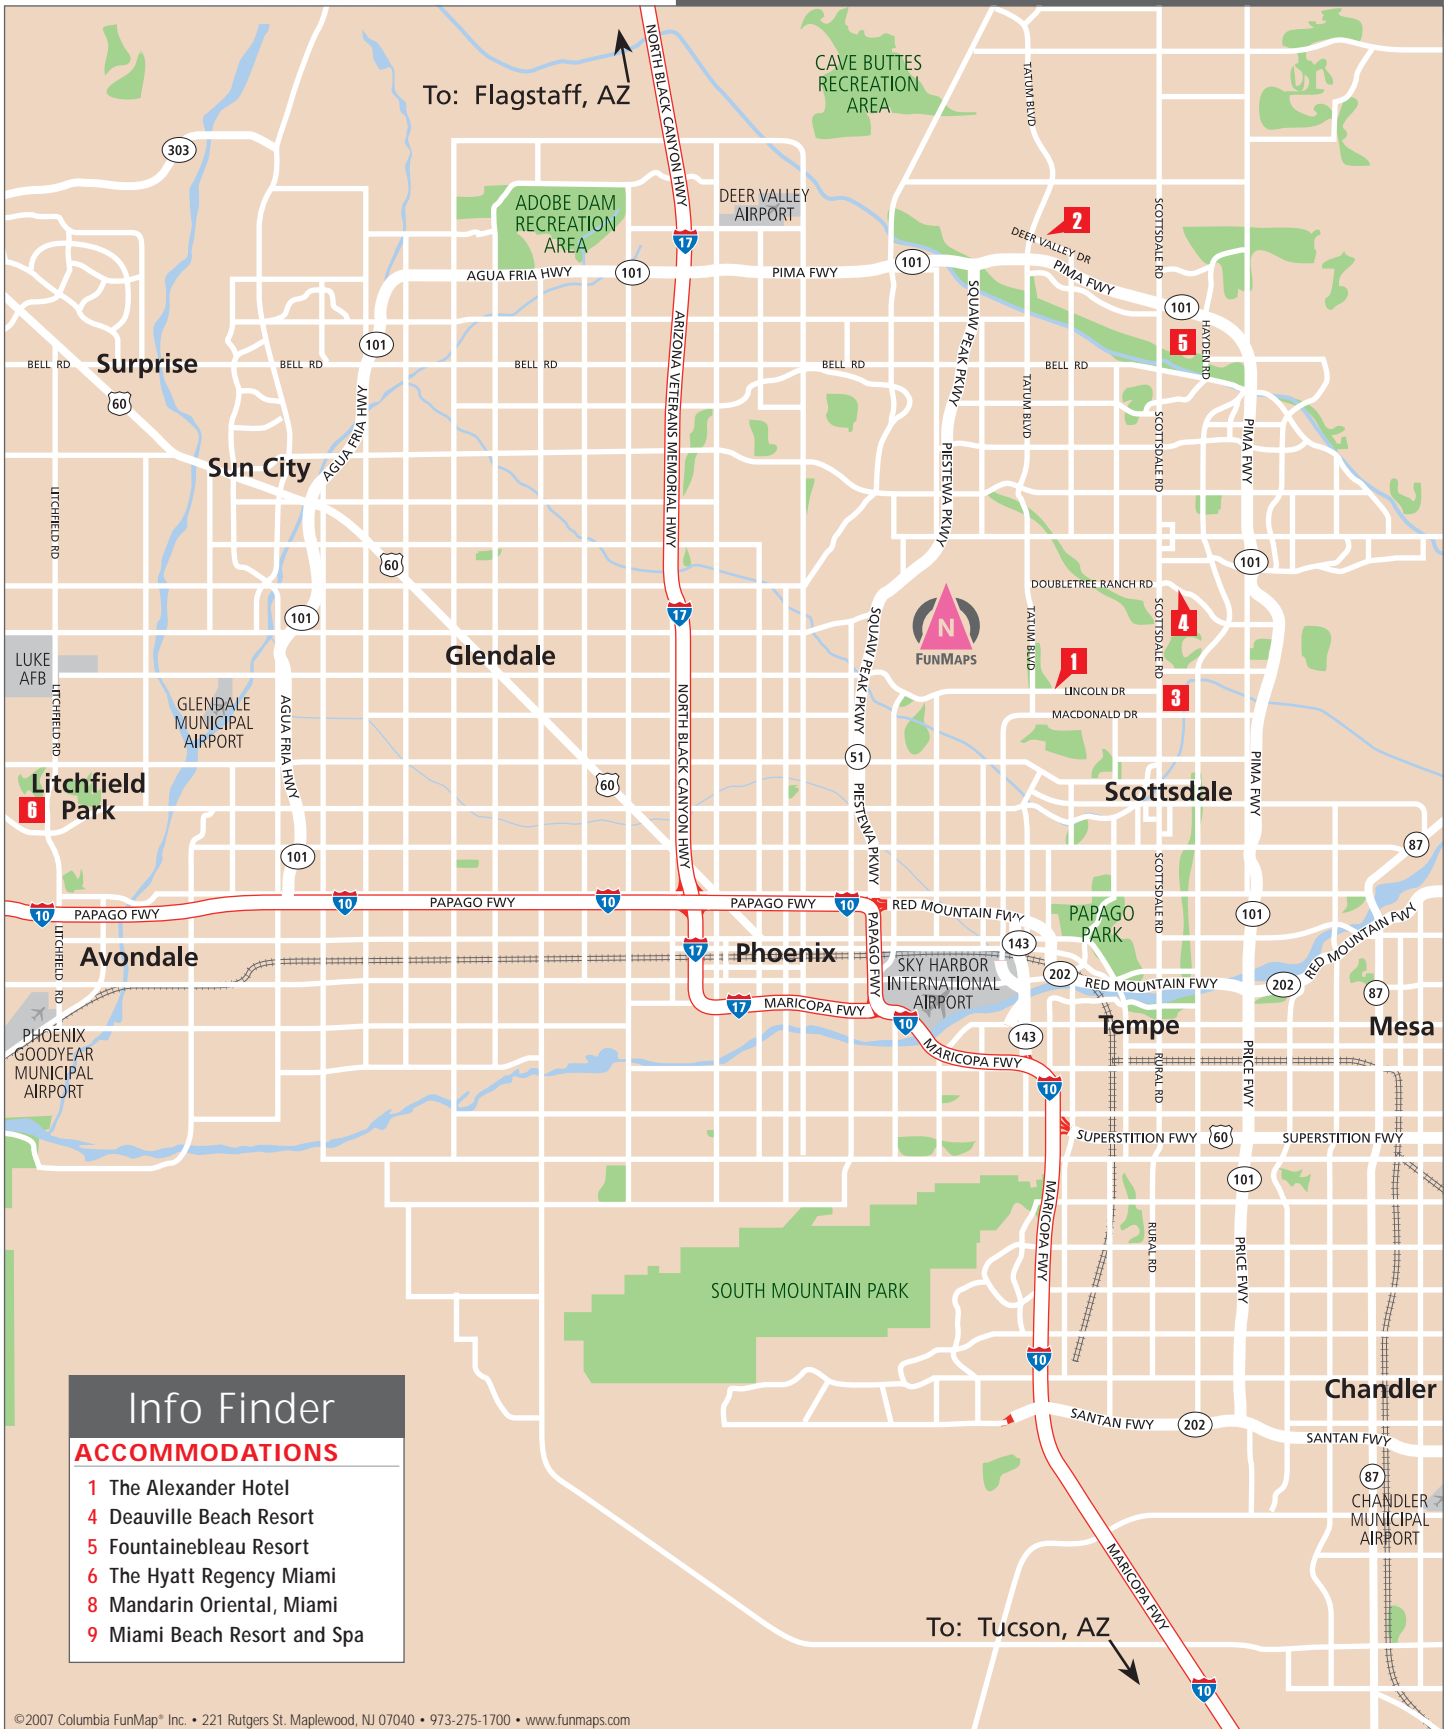 To: Flagstaff, AZ
NORTH BLACK CANYON HWY
CAVE BUTTES
RECREATION
AREA
TATUM BLVD
303
ADOBE DAM
RECREATION
AREA
DEER VALLEY
AIRPORT
17
2
DEER VALLEY DR
SCOTTSDALE RD
AGUA FRIA HWY
101
PIMA FWY
101
PIMA FWY
101
SQUAW PEAK PKWY
101
ARIZONA VETERANS MEMORIAL HWY
5
HAYDEN RD
BELL RD
Surprise
BELL RD
BELL RD
BELL RD
BELL RD
60
AGUA FRIA HWY
TATUM BLVD
SCOTTSDALE RD
PIMA FWY
Sun City
PIESTEWA PKWY
LITCHFIELD RD
60
101
DOUBLETREE RANCH RD
101
17
SQUAW PEAK PKWY
N
FUNMAPS
TATUM BLVD
SCOTTSDALE RD
4
Glendale
LUKE
AFB
1
LITCHFIELD RD
LINCOLN DR
3
MACDONALD DR
GLENDALE
MUNICIPAL
AIRPORT
AGUA FRIA HWY
NORTH BLACK CANYON HWY
51
PIMA FWY
Litchfield
Park
6
60
PIESTEWA PKWY
Scottsdale
101
87
SCOTTSDALE RD
10
PAPAGO FWY
10
PAPAGO FWY
10
PAPAGO FWY
10
RED MOUNTAIN FWY
PAPAGO
PARK
101
RED MOUNTAIN FWY
LITCHFIELD RD
Avondale
17
Phoenix
PAPAGO FWY
143
SKY HARBOR
INTERNATIONAL
AIRPORT
202
RED MOUNTAIN FWY
202
87
17
MARICOPA FWY
10
Tempe
Mesa
PHOENIX
GOODYEAR
MUNICIPAL
AIRPORT
143
MARICOPA FWY
10
RURAL RD
PRICE FWY
SUPERSTITION FWY
60
SUPERSTITION FWY
101
MARICOPA FWY
RURAL RD
PRICE FWY
SOUTH MOUNTAIN PARK
10
Chandler
SANTAN FWY
202
SANTAN FWY
87
CHANDLER
MUNICIPAL
AIRPORT
MARICOPA FWY
To: Tucson, AZ
10
Info Finder
ACCOMMODATIONS
1 The Alexander Hotel
4 Deauville Beach Resort
5 Fountainebleau Resort
6 The Hyatt Regency Miami
8 Mandarin Oriental, Miami
9 Miami Beach Resort and Spa
©2007 Columbia FunMap® Inc. • 221 Rutgers St. Maplewood, NJ 07040 • 973-275-1700 • www.funmaps.com